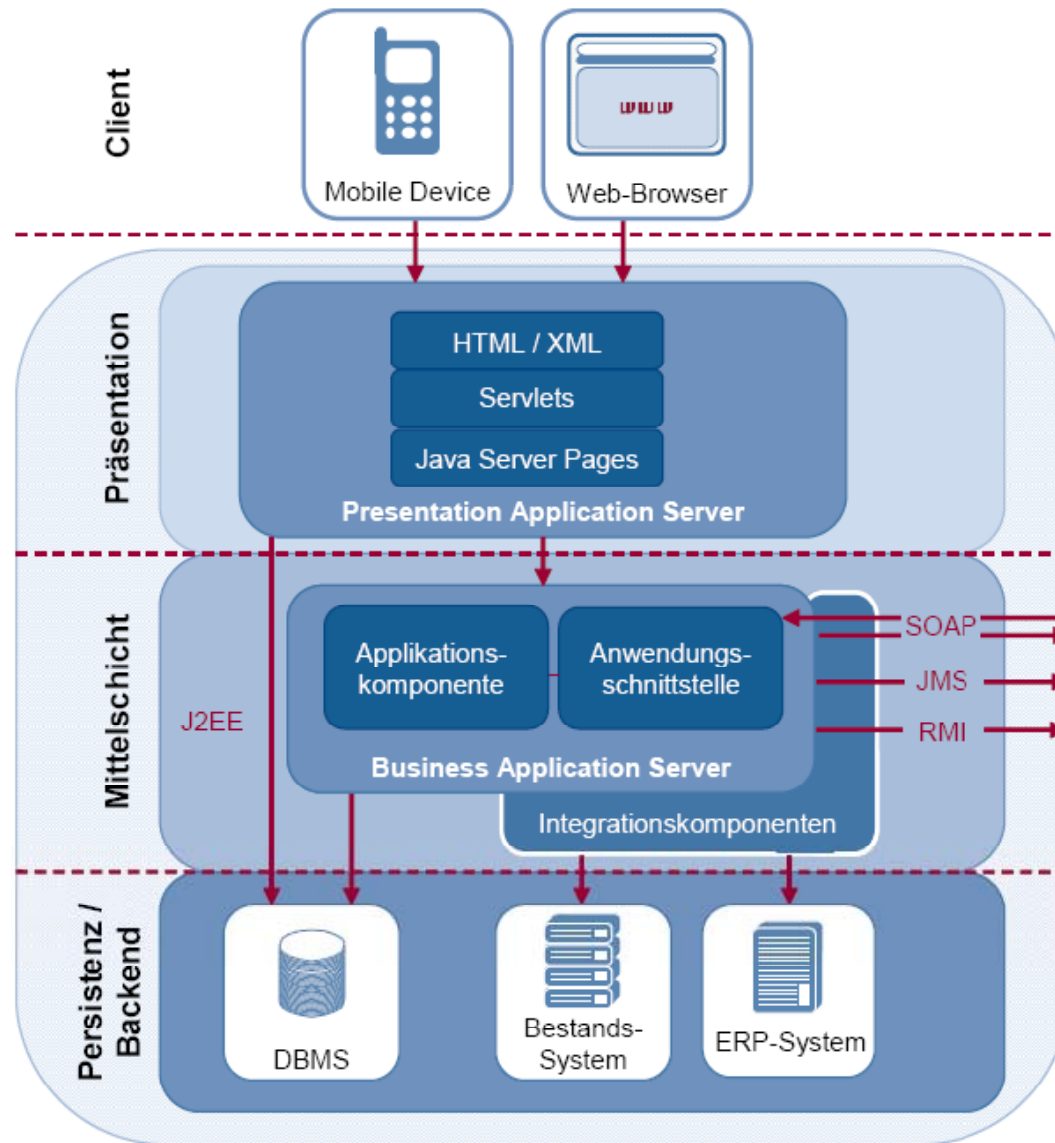 Client
Mobile Device
Web-Browser
www
Präsentation
HTML / XML
Servlets
Java Server Pages
Presentation Application Server
Mittelschicht
J2EE
Applikations-
komponente
Anwendungs-
schnittstelle
Business Application Server
Integrationskomponenten
SOAP
JMS
RMI
Persistenz /
Backend
DBMS
Bestands-
System
ERP-System